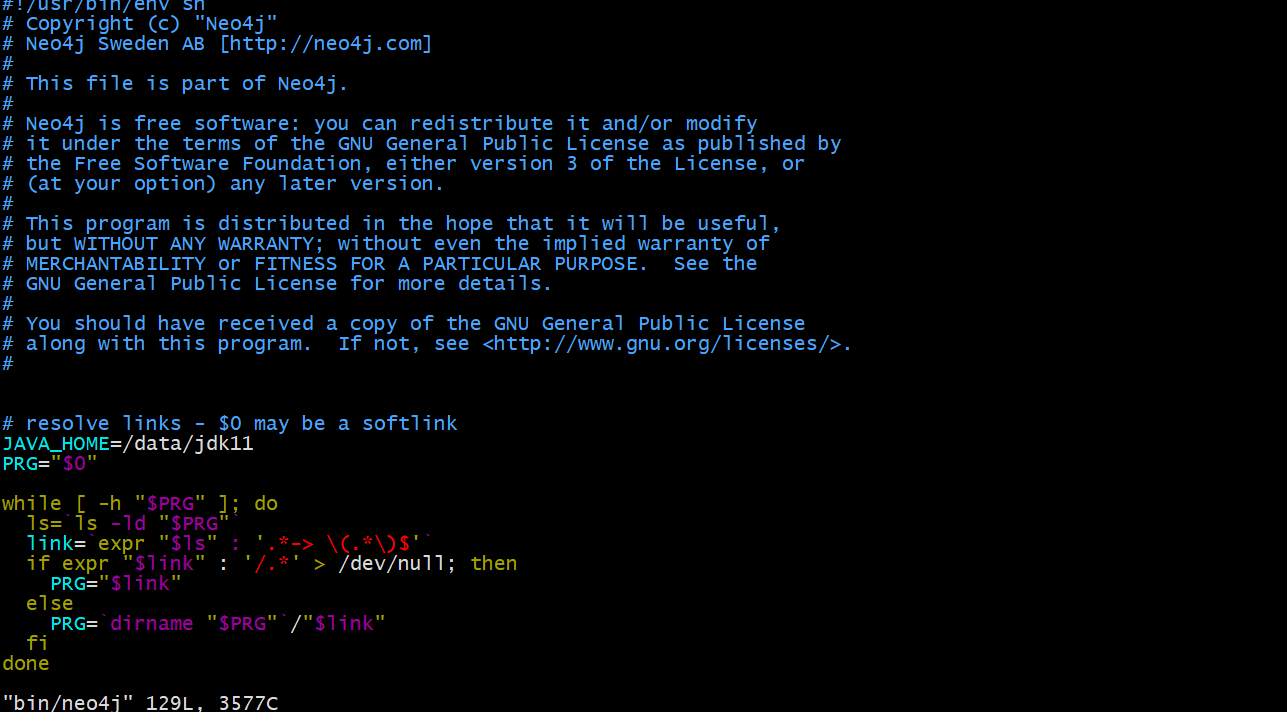 #!/usr/bin/env sh
# Copyright (c) "Neo4j"
# Neo4j Sweden AB [http://neo4j.com]
#
# This file is part of Neo4j.
#
# Neo4j is free software: you can redistribute it and/or modify
# it under the terms of the GNU General Public License as published by
# the Free Software Foundation, either version 3 of the License, or
# (at your option) any later version.
#
# This program is distributed in the hope that it will be useful,
# but WITHOUT ANY WARRANTY; without even the implied warranty of
# MERCHANTABILITY or FITNESS FOR A PARTICULAR PURPOSE.  See the
# GNU General Public License for more details.
#
# You should have received a copy of the GNU General Public License
# along with this program.  If not, see <http://www.gnu.org/licenses/>.
#
# resolve links - $0 may be a softlink
JAVA_HOME=/data/jdk11
PRG="$0"
while [ -h "$PRG" ]; do
  ls=`ls -ld "$PRG"`
  link=`expr "$ls" : '.*-> \(.*\)$'`
  if expr "$link" : '/.*' > /dev/null; then
    PRG="$link"
  else
    PRG=`dirname "$PRG"`/"$link"
  fi
done
"bin/neo4j" 129L, 3577C